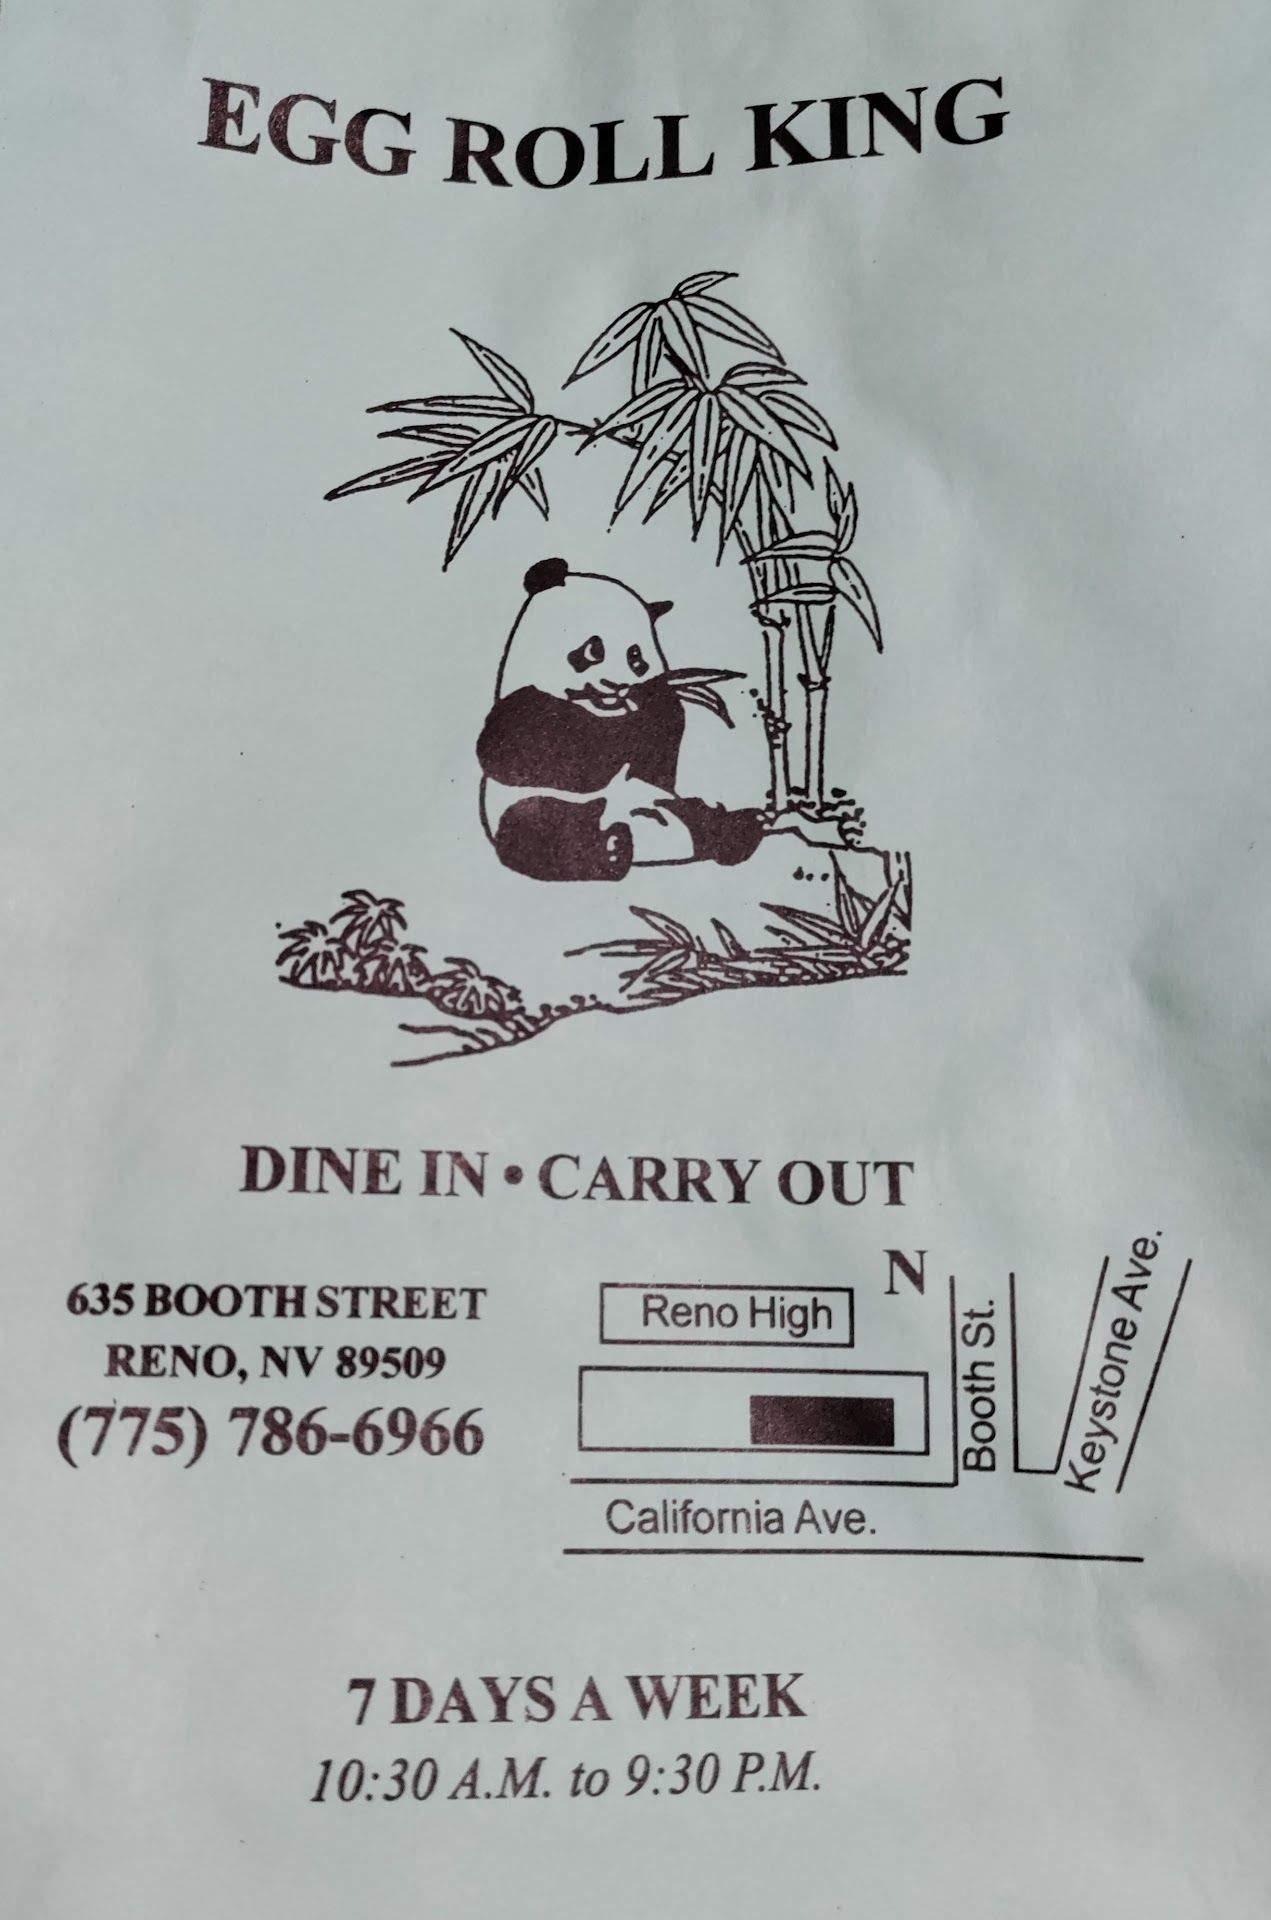 EGG ROLL KING
DINE IN • CARRY OUT
635 BOOTH STREET
RENO, NV 89509
(775) 786-6966
N
Reno High
Booth St.
Keystone Ave.
California Ave.
7 DAYS A WEEK
10:30 A.M. to 9:30 P.M.